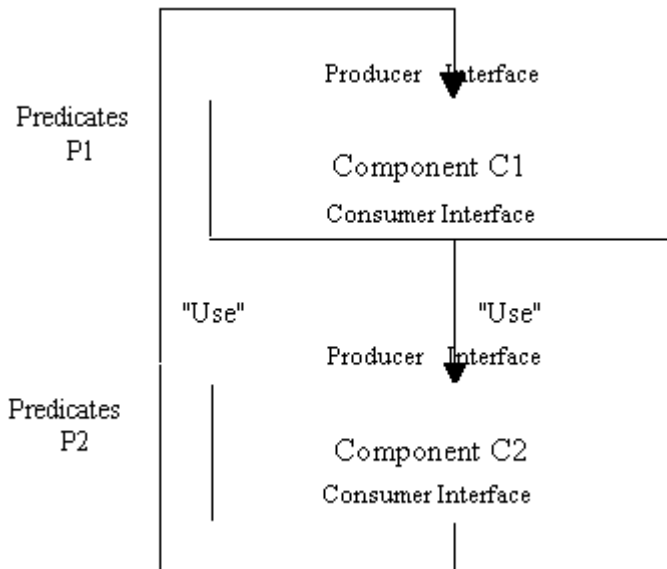 Producer Interface
Predicates
P1
Component C1
Consumer Interface
"Use" "Use"
Producer Interface
Predicates
P2
Component C2
Consumer Interface